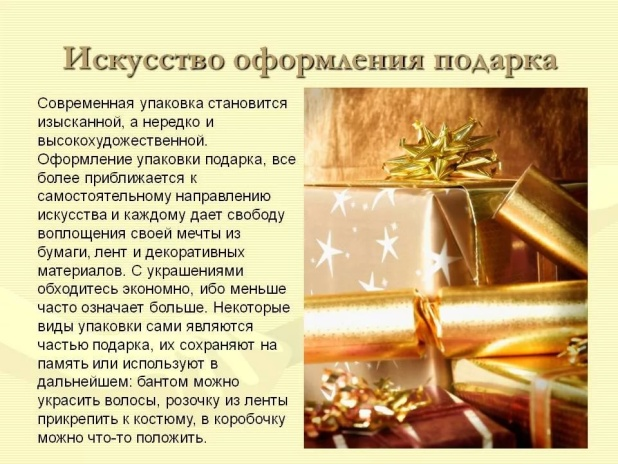 Искусство оформления подарка
Современная упаковка становится
изысканной, а нередко и
высокохудожественной.
Оформление упаковки подарка, все
более приближается к
самостоятельному направлению
искусства и каждому дает свободу
воплощения своей мечты из
бумаги, лент и декоративных
материалов. С украшениями
обходитесь экономно, ибо меньше
часто означает больше. Некоторые
виды упаковки сами являются
частью подарка, их сохраняют на
память или используют в
дальнейшем: бантом можно
украсить волосы, розочку из ленты
прикрепить к костюму, в коробочку
можно что-то положить.